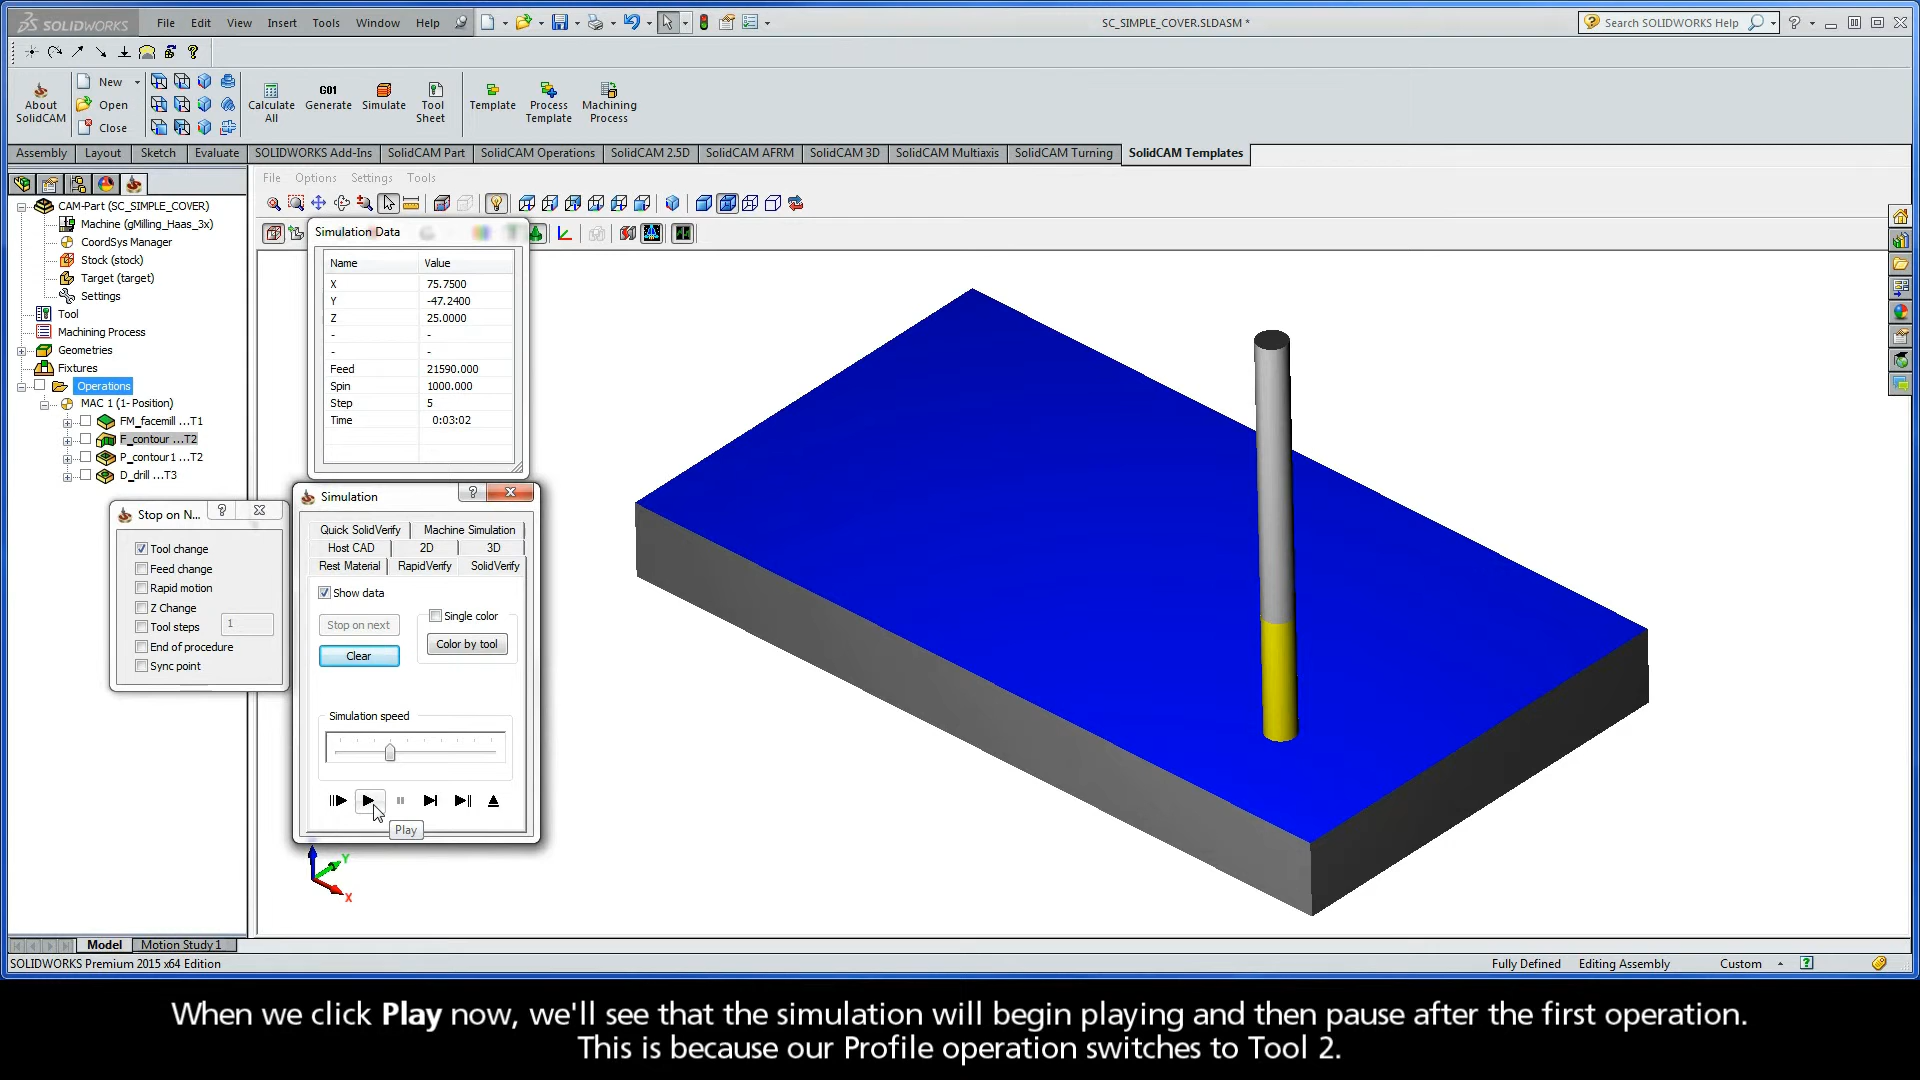 SOLIDWORKS File Edit View Insert Tools Window Help SC_SIMPLE_COVER.SLDASM * Search SOLIDWORKS Help
About SolidCAM
New
Open
Close
Calculate All
G01 Generate
Simulate
Tool Sheet
Template
Process Template
Machining Process
Assembly Layout Sketch Evaluate SOLIDWORKS Add-Ins SolidCAM Part SolidCAM Operations SolidCAM 2.5D SolidCAM AFRM SolidCAM 3D SolidCAM Multiaxis SolidCAM Turning SolidCAM Templates
File Options Settings Tools
CAM-Part (SC_SIMPLE_COVER)
Machine (gMilling_Haas_3x)
CoordSys Manager
Stock (stock)
Target (target)
Settings
Tool
Machining Process
Geometries
Fixtures
Operations
MAC 1 (1- Position)
FM_facemill ...T1
F_contour ...T2
P_contour1 ...T2
D_drill ...T3
Simulation Data
Name Value
X 75.7500
Y -47.2400
Z 25.0000
- -
- -
Feed 21590.000
Spin 1000.000
Step 5
Time 0:03:02
Stop on N...
Tool change
Feed change
Rapid motion
Z Change
Tool steps 1
End of procedure
Sync point
Simulation
Quick SolidVerify Machine Simulation
Host CAD 2D 3D
Rest Material RapidVerify SolidVerify
Show data
Stop on next
Single color
Clear
Color by tool
Simulation speed
Play
Y
X
Model Motion Study 1
SOLIDWORKS Premium 2015 x64 Edition Fully Defined Editing Assembly Custom
When we click Play now, we'll see that the simulation will begin playing and then pause after the first operation.
This is because our Profile operation switches to Tool 2.